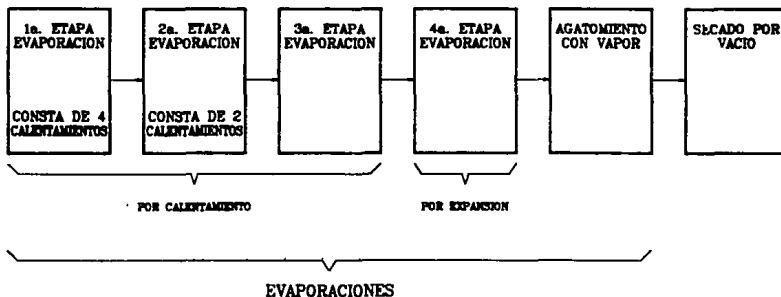 1a. ETAPA
EVAPORACION
CONSTA DE 4
CALENTAMIENTOS
2a. ETAPA
EVAPORACION
CONSTA DE 2
CALENTAMIENTOS
3a. ETAPA
EVAPORACION
4a. ETAPA
EVAPORACION
AGATOMIENTO
CON VAPOR
SECADO POR
VACIO
POR CALENTAMIENTO
POR EXPANSION
EVAPORACIONES